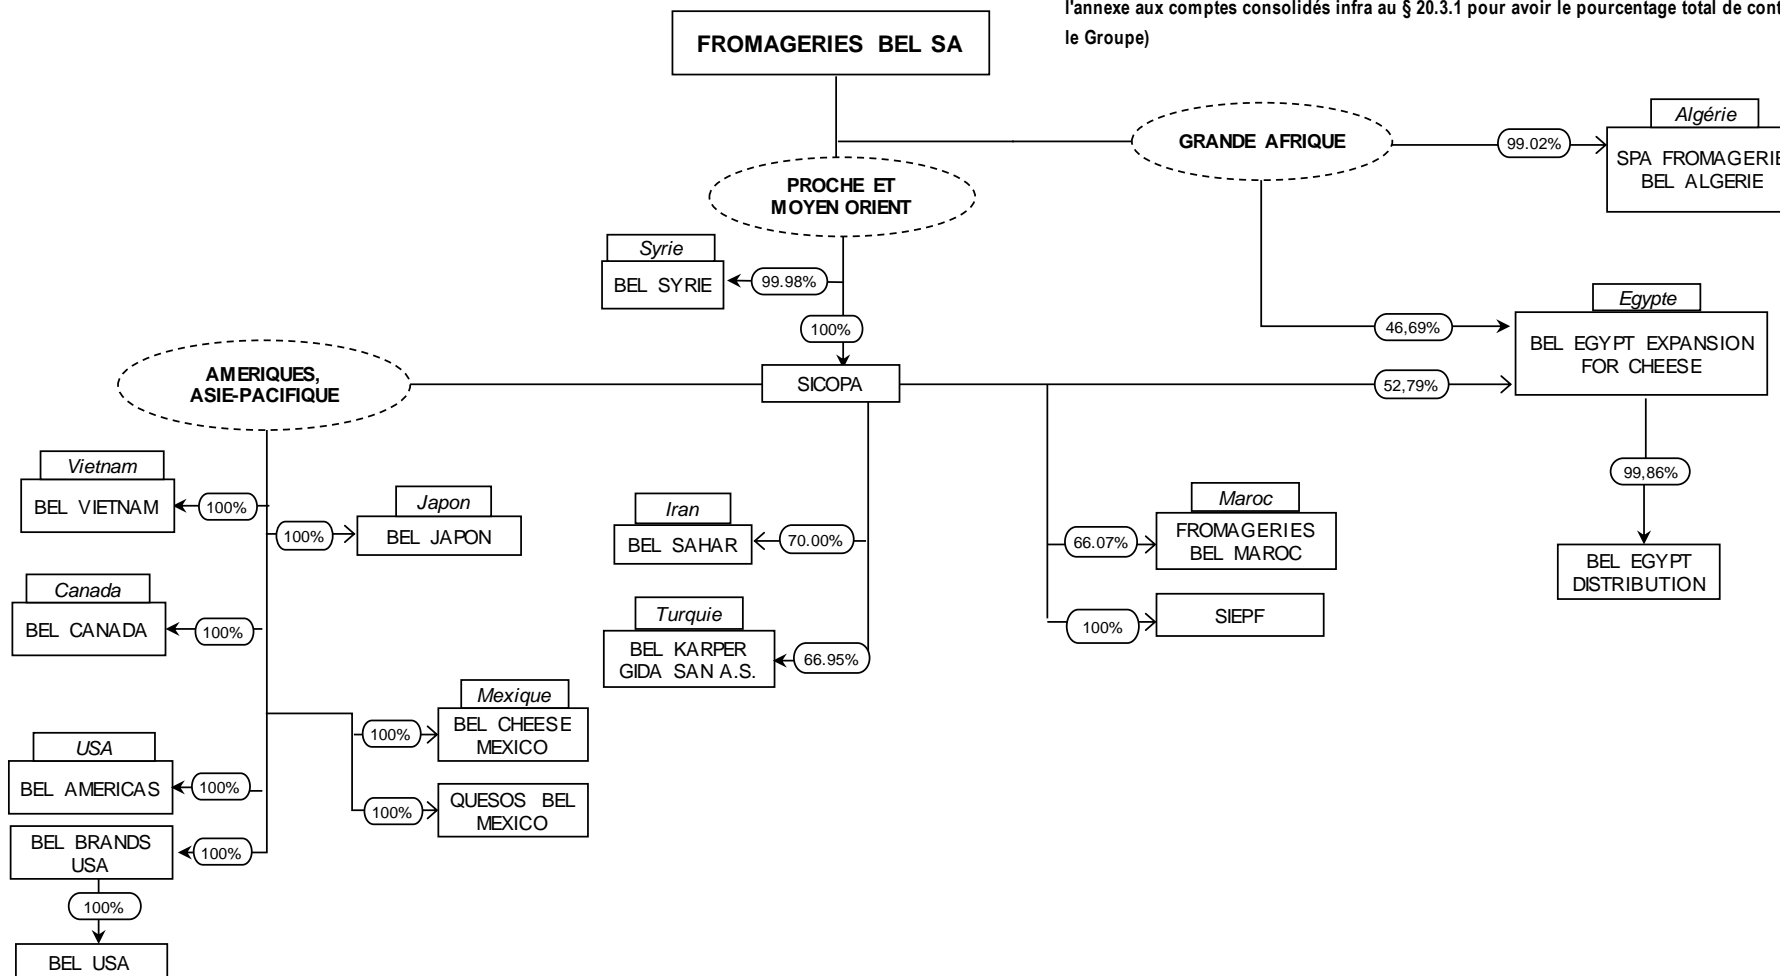 l'annexe aux comptes consolidés infra au § 20.3.1 pour avoir le pourcentage total de
le Groupe)
FROMAGERIES BEL SA
GRANDE AFRIQUE
99.02%
Algérie
SPA FROMAGERIE
BEL ALGERIE
PROCHE ET
MOYEN ORIENT
Syrie
BEL SYRIE
99.98%
100%
46,69%
Egypte
BEL EGYPT EXPANSION
FOR CHEESE
AMERIQUES,
ASIE-PACIFIQUE
SICOPA
52,79%
99,86%
BEL EGYPT
DISTRIBUTION
Vietnam
BEL VIETNAM
100%
Japon
100%
BEL JAPON
Iran
BEL SAHAR
70.00%
Maroc
66.07%
FROMAGERIES
BEL MAROC
Canada
BEL CANADA
100%
Turquie
BEL KARPER
GIDA SAN A.S.
66.95%
100%
SIEPF
Mexique
100%
BEL CHEESE
MEXICO
USA
BEL AMERICAS
100%
100%
QUESOS BEL
MEXICO
BEL BRANDS
USA
100%
100%
BEL USA